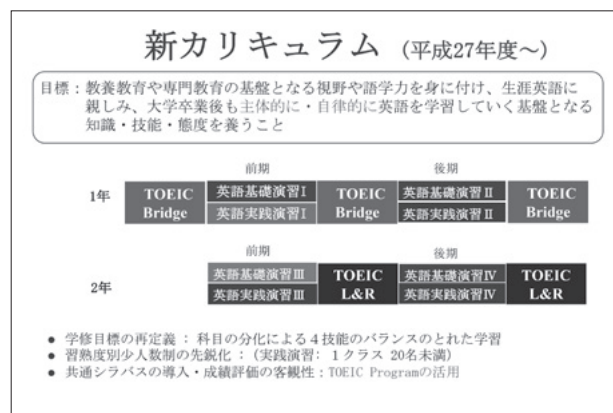 新カリキュラム (平成27年度～)
目標：教養教育や専門教育の基盤となる視野や語学力を身に付け、生涯英語に
親しみ、大学卒業後も主体的に・自律的に英語を学習していく基盤となる
知識・技能・態度を養うこと
前期 後期
1年
TOEIC Bridge
英語基礎演習Ⅰ
英語実践演習Ⅰ
TOEIC Bridge
英語基礎演習Ⅱ
英語実践演習Ⅱ
TOEIC Bridge
前期 後期
2年
英語基礎演習Ⅲ
英語実践演習Ⅲ
TOEIC L&R
英語基礎演習Ⅳ
英語実践演習Ⅳ
TOEIC L&R
● 学修目標の再定義：科目の分化による４技能のバランスのとれた学習
● 習熟度別少人数制の先鋭化：(実践演習：１クラス 20名未満)
● 共通シラバスの導入・成績評価の客観性：TOEIC Programの活用